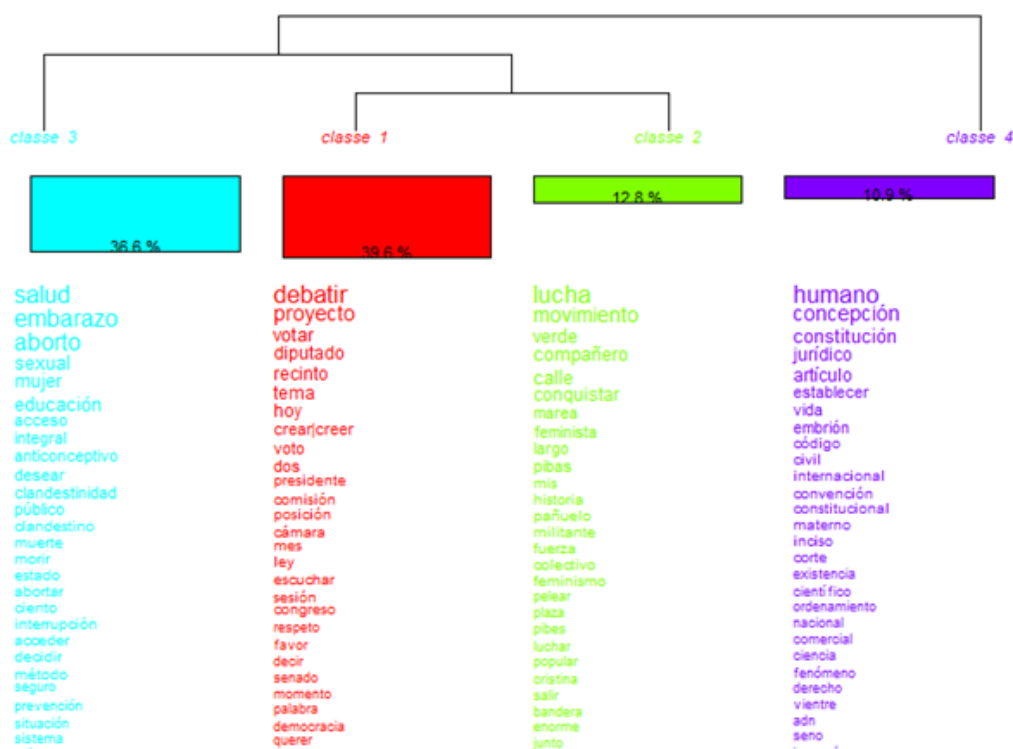 classe 3
classe 1
classe 2
classe 4
36.6 %
39.6 %
12.8 %
10.9 %
salud
embarazo
aborto
sexual
mujer
educación
acceso
integral
anticonceptivo
desear
clandestinidad
público
clandestino
muerte
morir
estado
abortar
ciento
interrupción
acceder
decidir
método
seguro
prevención
situación
sistema
debatir
proyecto
votar
diputado
recinto
tema
hoy
crear|creer
voto
dos
presidente
comisión
posición
cámara
mes
ley
escuchar
sesión
congreso
respeto
favor
decir
senado
momento
palabra
democracia
querer
lucha
movimiento
verde
compañero
calle
conquistar
marea
feminista
largo
pibas
mis
historia
pañuelo
militante
fuerza
colectivo
feminismo
pelear
plaza
pibes
luchar
popular
cristina
salir
bandera
enorme
junto
humano
concepción
constitución
jurídico
artículo
establecer
vida
embrión
código
civil
internacional
convención
constitucional
materno
inciso
corte
existencia
científico
ordenamiento
nacional
comercial
ciencia
fenómeno
derecho
vientre
adn
seno